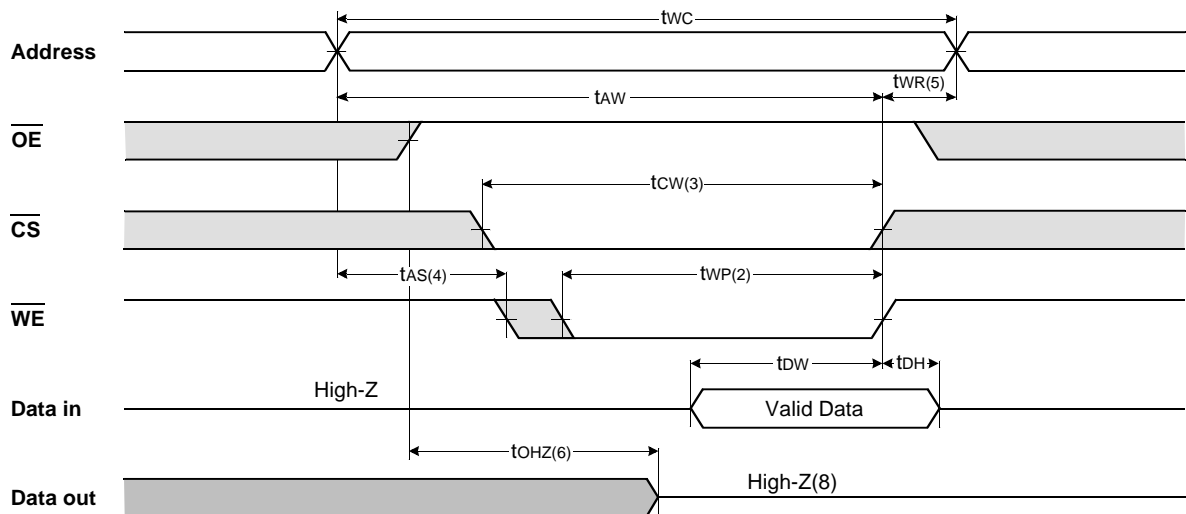 tWC
Address
tAW
tWR(5)
OE
tCW(3)
CS
tAS(4)
tWP(2)
WE
tDW
tDH
High-Z
Data in
Valid Data
tOHZ(6)
High-Z(8)
Data out